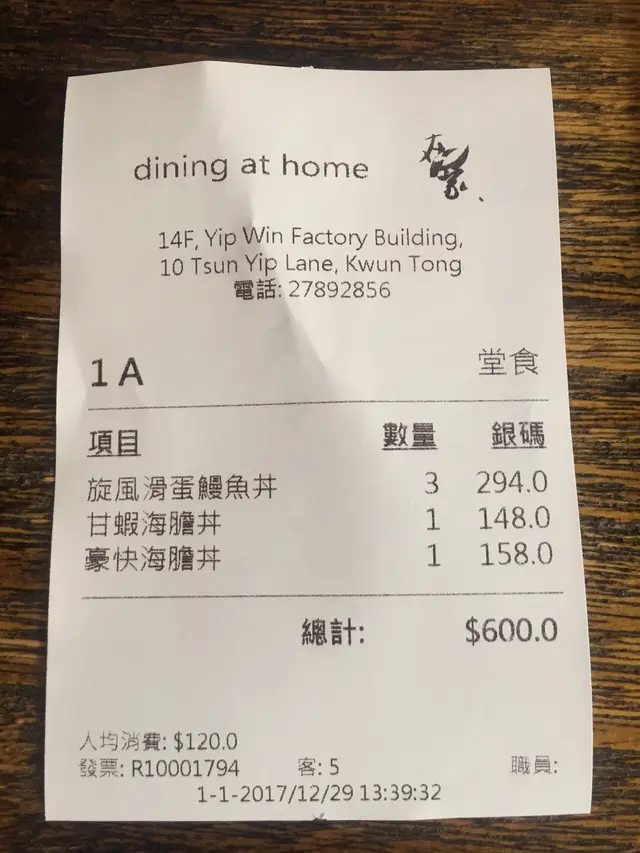 dining at home
14F, Yip Win Factory Building,
10 Tsun Yip Lane, Kwun Tong
電話: 27892856
1A 堂食
項目 數量 銀碼
旋風滑蛋鰻魚丼 3 294.0
甘蝦海膽丼 1 148.0
豪快海膽丼 1 158.0
總計: $600.0
人均消費: $120.0
發票: R10001794 客: 5 職員:
1-1-2017/12/29 13:39:32